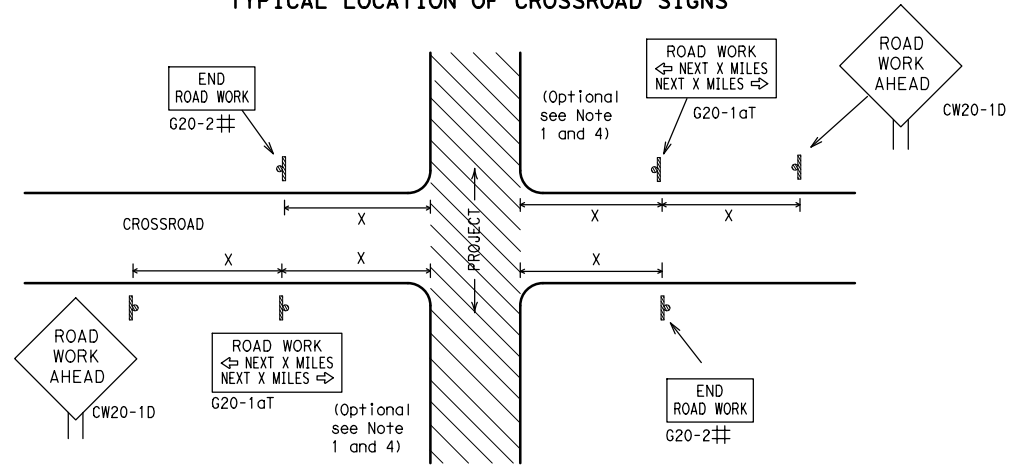 TYPICAL LOCATION OF CROSSROAD SIGNS
END
ROAD WORK
G20-2#
(Optional
see Note
1 and 4)
ROAD WORK
⇦ NEXT X MILES
NEXT X MILES ⇨
G20-1aT
ROAD
WORK
AHEAD
CW20-1D
X
X
X
CROSSROAD
PROJECT
X
X
X
ROAD
WORK
AHEAD
CW20-1D
ROAD WORK
⇦ NEXT X MILES
NEXT X MILES ⇨
G20-1aT
(Optional
see Note
1 and 4)
END
ROAD WORK
G20-2#